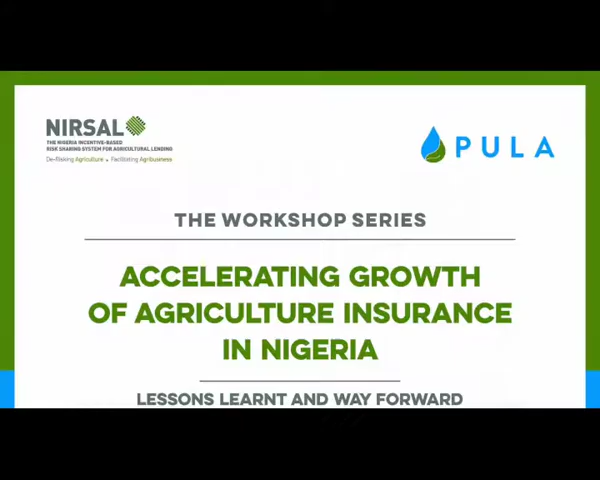 NIRSAL
THE NIGERIA INCENTIVE-BASED
RISK SHARING SYSTEM FOR AGRICULTURAL LENDING
De-Risking Agriculture • Facilitating Agribusiness
PULA
THE WORKSHOP SERIES
ACCELERATING GROWTH
OF AGRICULTURE INSURANCE
IN NIGERIA
LESSONS LEARNT AND WAY FORWARD